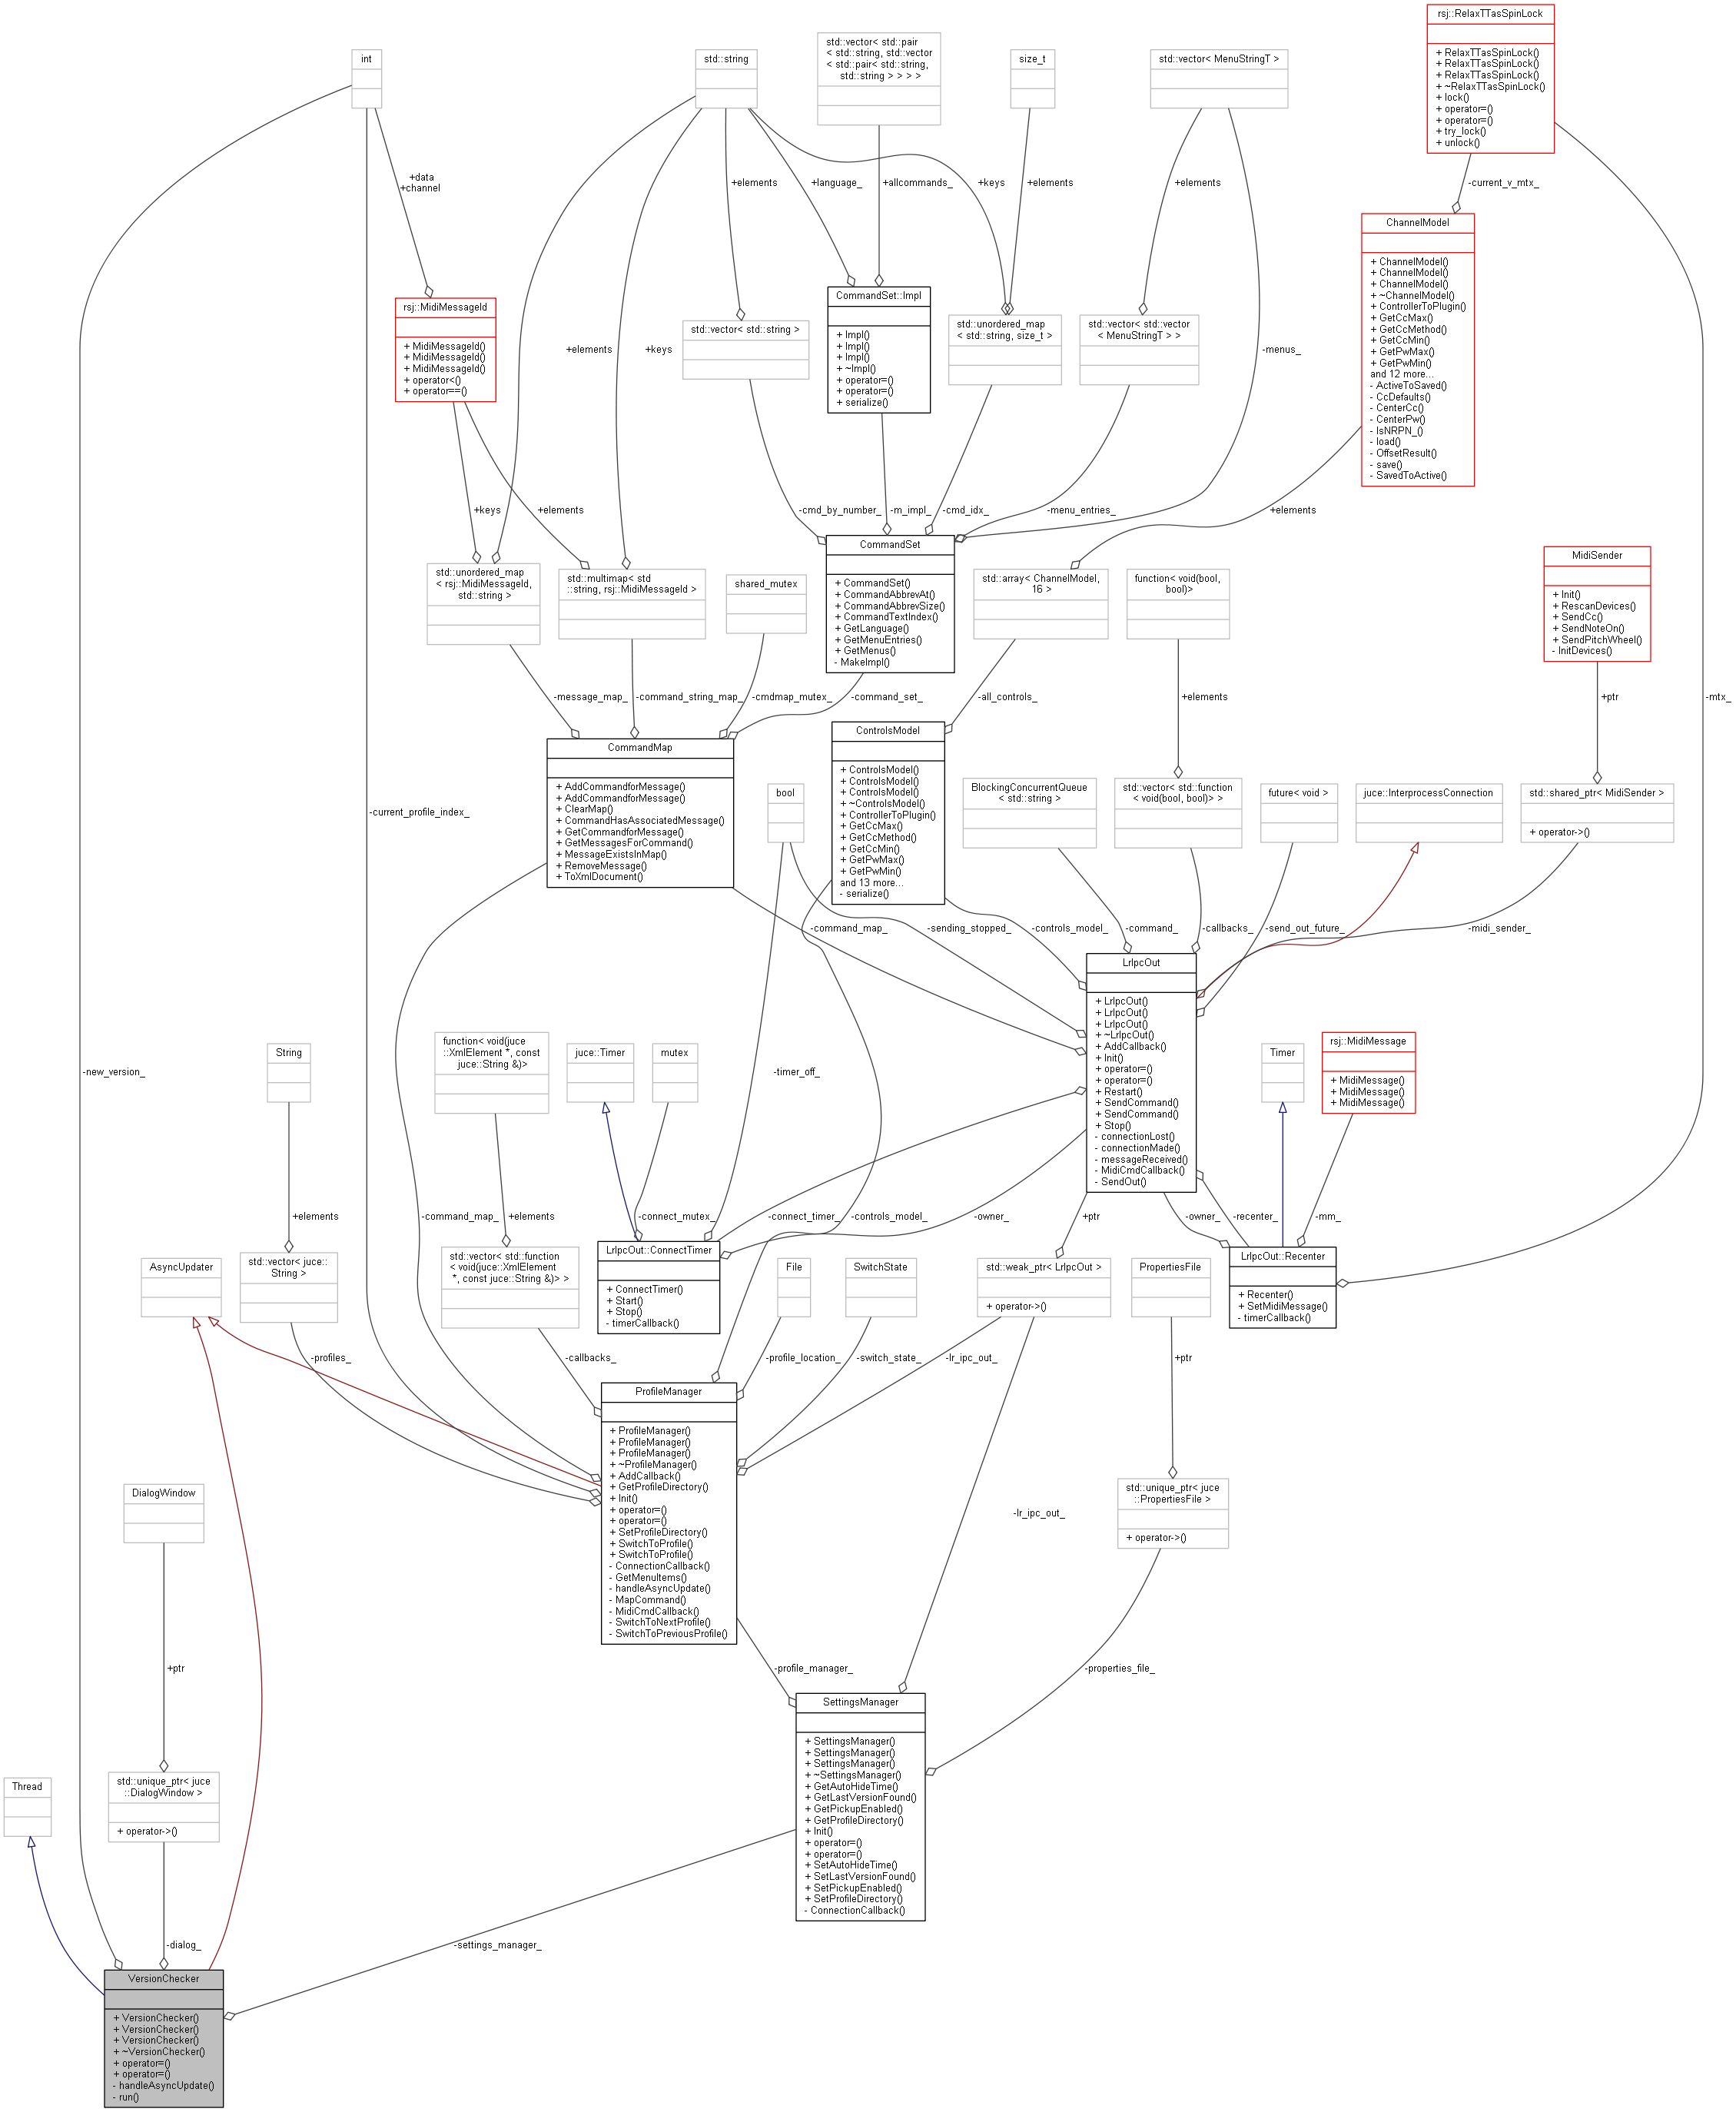 rsj::RelaxTTasSpinLock
+ RelaxTTasSpinLock()
+ RelaxTTasSpinLock()
+ RelaxTTasSpinLock()
+ ~RelaxTTasSpinLock()
+ lock()
+ operator=()
+ operator=()
+ try_lock()
+ unlock()
int
std::string
std::vector< std::pair
< std::string, std::vector
< std::pair< std::string,
std::string > > > >
size_t
std::vector< MenuStringT >
+data
+channel
+elements
+language_
+allcommands_
+keys
+elements
+elements
-current_v_mtx_
ChannelModel
+ ChannelModel()
+ ChannelModel()
+ ChannelModel()
+ ~ChannelModel()
+ ControllerToPlugin()
+ GetCcMax()
+ GetCcMethod()
+ GetCcMin()
+ GetPwMax()
+ GetPwMin()
and 12 more...
- ActiveToSaved()
- CcDefaults()
- CenterCc()
- CenterPw()
- IsNRPN_()
- load()
- OffsetResult()
- save()
- SavedToActive()
rsj::MidiMessageId
+ MidiMessageId()
+ MidiMessageId()
+ MidiMessageId()
+ operator<()
+ operator==()
std::vector< std::string >
CommandSet::Impl
+ Impl()
+ Impl()
+ Impl()
+ ~Impl()
+ operator=()
+ operator=()
+ serialize()
std::unordered_map
< std::string, size_t >
std::vector< std::vector
< MenuStringT > >
+elements
+keys
-menus_
+keys
+elements
-cmd_by_number_
-m_impl_
-cmd_idx_
-menu_entries_
+elements
std::unordered_map
< rsj::MidiMessageId,
std::string >
std::multimap< std
::string, rsj::MidiMessageId >
shared_mutex
CommandSet
+ CommandSet()
+ CommandAbbrevAt()
+ CommandAbbrevSize()
+ CommandTextIndex()
+ GetLanguage()
+ GetMenuEntries()
+ GetMenus()
- MakeImpl()
std::array< ChannelModel,
16 >
function< void(bool,
bool)>
MidiSender
+ Init()
+ RescanDevices()
+ SendCc()
+ SendNoteOn()
+ SendPitchWheel()
- InitDevices()
-message_map_
-command_string_map_
-cmdmap_mutex_
-command_set_
-all_controls_
+elements
+ptr
-mtx_
CommandMap
+ AddCommandforMessage()
+ AddCommandforMessage()
+ ClearMap()
+ CommandHasAssociatedMessage()
+ GetCommandforMessage()
+ GetMessagesForCommand()
+ MessageExistsInMap()
+ RemoveMessage()
+ ToXmlDocument()
-current_profile_index_
bool
ControlsModel
+ ControlsModel()
+ ControlsModel()
+ ControlsModel()
+ ~ControlsModel()
+ ControllerToPlugin()
+ GetCcMax()
+ GetCcMethod()
+ GetCcMin()
+ GetPwMax()
+ GetPwMin()
and 13 more...
- serialize()
BlockingConcurrentQueue
< std::string >
std::vector< std::function
< void(bool, bool)> >
future< void >
juce::InterprocessConnection
std::shared_ptr< MidiSender >
+ operator->()
-command_map_
-sending_stopped_
-controls_model_
-command_
-callbacks_
-send_out_future_
-midi_sender_
LrIpcOut
+ LrIpcOut()
+ LrIpcOut()
+ LrIpcOut()
+ ~LrIpcOut()
+ AddCallback()
+ Init()
+ operator=()
+ operator=()
+ Restart()
+ SendCommand()
+ SendCommand()
+ Stop()
- connectionLost()
- connectionMade()
- messageReceived()
- MidiCmdCallback()
- SendOut()
-new_version_
String
function< void(juce
::XmlElement *, const
juce::String &)>
juce::Timer
mutex
-timer_off_
Timer
rsj::MidiMessage
+ MidiMessage()
+ MidiMessage()
+ MidiMessage()
+elements
-command_map_
+elements
-connect_mutex_
-connect_timer_
-controls_model_
-owner_
+ptr
-owner_
-recenter_
-mm_
AsyncUpdater
std::vector< juce::
String >
std::vector< std::function
< void(juce::XmlElement
*, const juce::String &)> >
LrIpcOut::ConnectTimer
+ ConnectTimer()
+ Start()
+ Stop()
- timerCallback()
File
SwitchState
std::weak_ptr< LrIpcOut >
+ operator->()
PropertiesFile
LrIpcOut::Recenter
+ Recenter()
+ SetMidiMessage()
- timerCallback()
-profiles_
-callbacks_
-profile_location_
-switch_state_
-lr_ipc_out_
+ptr
ProfileManager
+ ProfileManager()
+ ProfileManager()
+ ProfileManager()
+ ~ProfileManager()
+ AddCallback()
+ GetProfileDirectory()
+ Init()
+ operator=()
+ operator=()
+ SetProfileDirectory()
+ SwitchToProfile()
+ SwitchToProfile()
- ConnectionCallback()
- GetMenuItems()
- handleAsyncUpdate()
- MapCommand()
- MidiCmdCallback()
- SwitchToNextProfile()
- SwitchToPreviousProfile()
DialogWindow
-lr_ipc_out_
std::unique_ptr< juce
::PropertiesFile >
+ operator->()
+ptr
-profile_manager_
-properties_file_
SettingsManager
+ SettingsManager()
+ SettingsManager()
+ SettingsManager()
+ ~SettingsManager()
+ GetAutoHideTime()
+ GetLastVersionFound()
+ GetPickupEnabled()
+ GetProfileDirectory()
+ Init()
+ operator=()
+ operator=()
+ SetAutoHideTime()
+ SetLastVersionFound()
+ SetPickupEnabled()
+ SetProfileDirectory()
- ConnectionCallback()
Thread
std::unique_ptr< juce
::DialogWindow >
+ operator->()
-dialog_
-settings_manager_
VersionChecker
+ VersionChecker()
+ VersionChecker()
+ VersionChecker()
+ ~VersionChecker()
+ operator=()
+ operator=()
- handleAsyncUpdate()
- run()